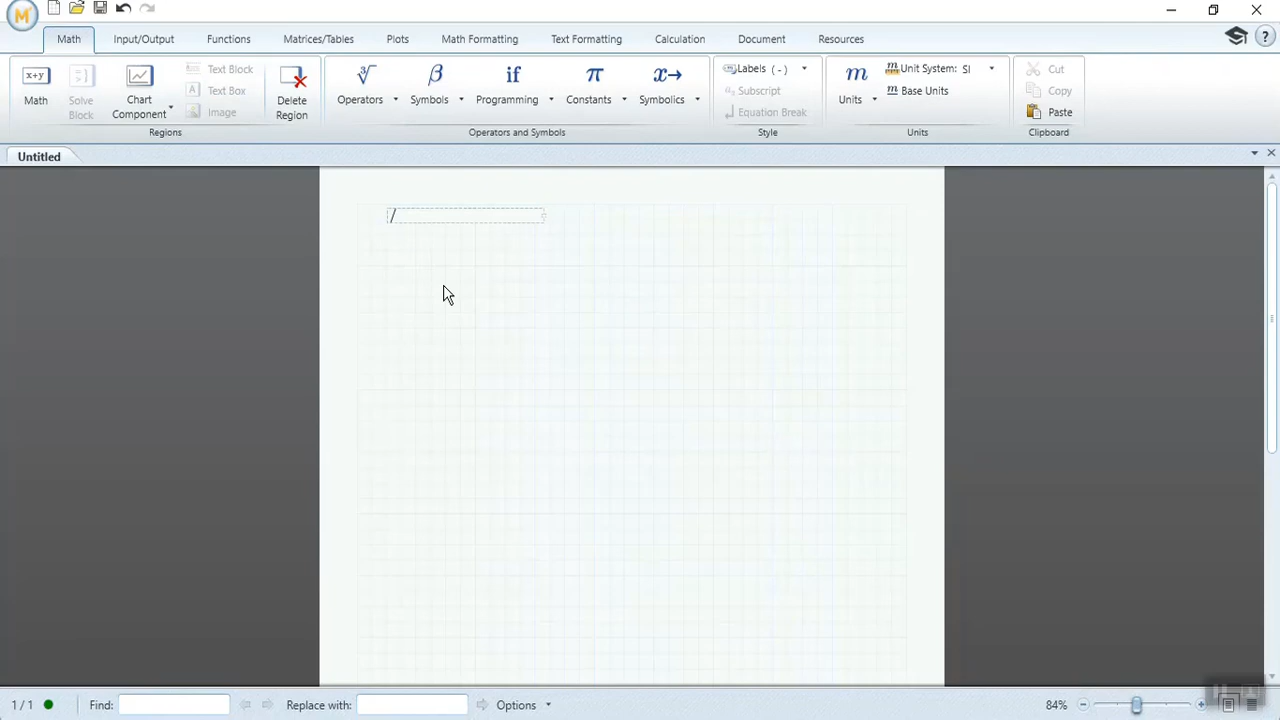 Math Input/Output Functions Matrices/Tables Plots Math Formatting Text Formatting Calculation Document Resources
x+y Math
Solve Block
Chart Component
Text Block
Text Box
Image
Delete Region
Regions
Operators
β Symbols
if Programming
π Constants
x→ Symbolics
Operators and Symbols
Labels ( - )
Subscript
Equation Break
Style
m Units
Unit System: SI
Base Units
Units
Cut
Copy
Paste
Clipboard
Untitled
/
1 / 1 Find: Replace with: Options 84%